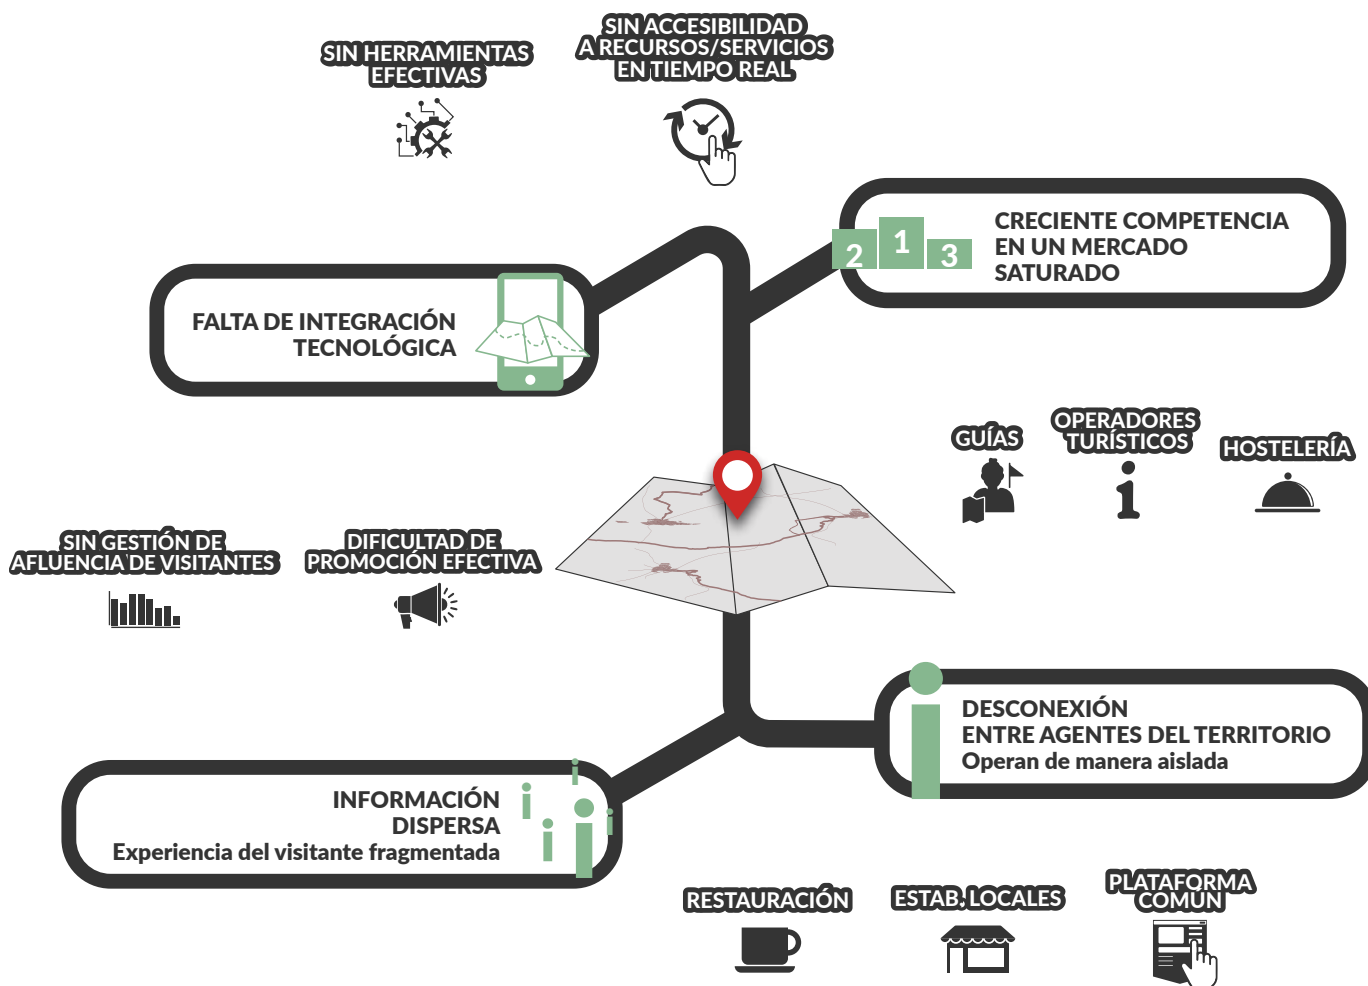 SIN HERRAMIENTAS
EFECTIVAS
SIN ACCESIBILIDAD
A RECURSOS/SERVICIOS
EN TIEMPO REAL
CRECIENTE COMPETENCIA
EN UN MERCADO
SATURADO
2 1 3
FALTA DE INTEGRACIÓN
TECNOLÓGICA
GUÍAS
OPERADORES
TURÍSTICOS
HOSTELERÍA
SIN GESTIÓN DE
AFLUENCIA DE VISITANTES
DIFICULTAD DE
PROMOCIÓN EFECTIVA
DESCONEXIÓN
ENTRE AGENTES DEL TERRITORIO
Operan de manera aislada
INFORMACIÓN
DISPERSA
Experiencia del visitante fragmentada
RESTAURACIÓN
ESTAB. LOCALES
PLATAFORMA
COMÚN